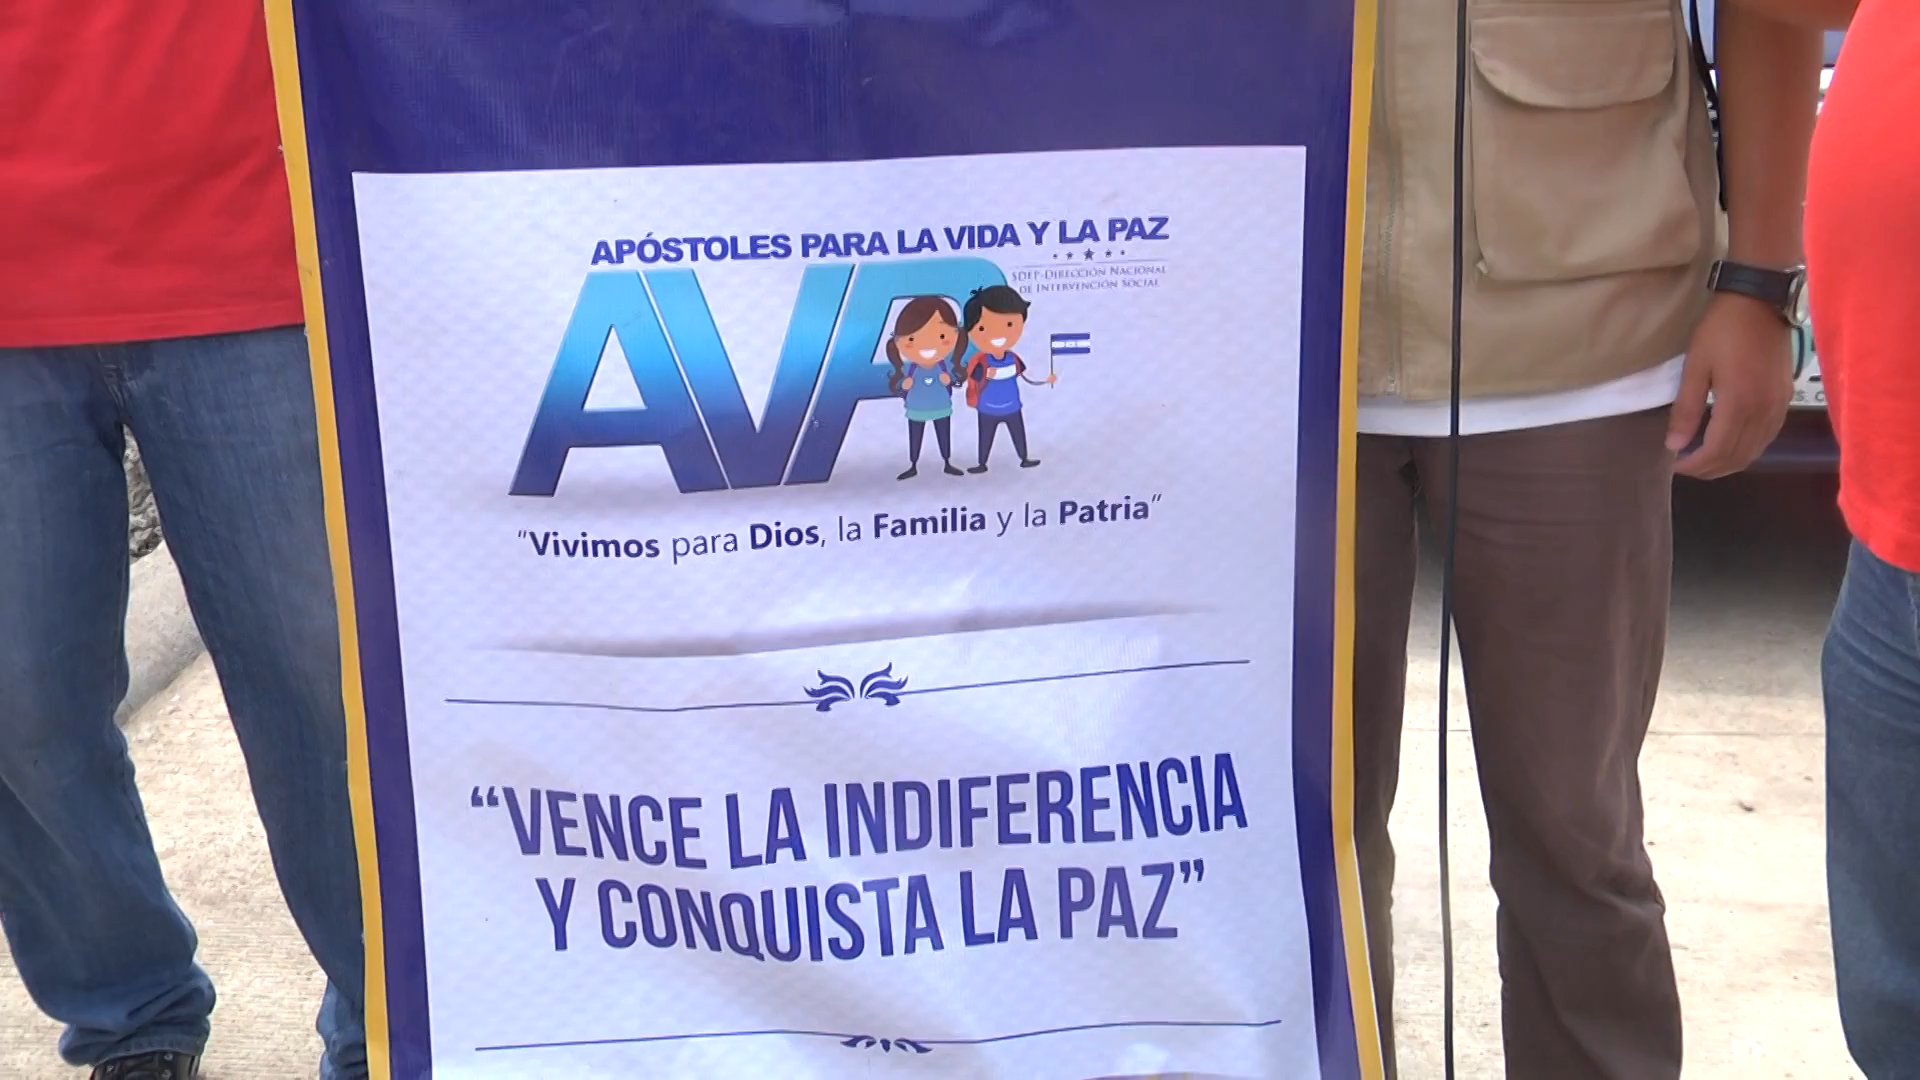 APÓSTOLES PARA LA VIDA Y LA PAZ
SDEP-DIRECCIÓN NACIONAL
DE INTERVENCIÓN SOCIAL
AVP
"Vivimos para Dios, la Familia y la Patria"
"VENCE LA INDIFERENCIA
Y CONQUISTA LA PAZ"